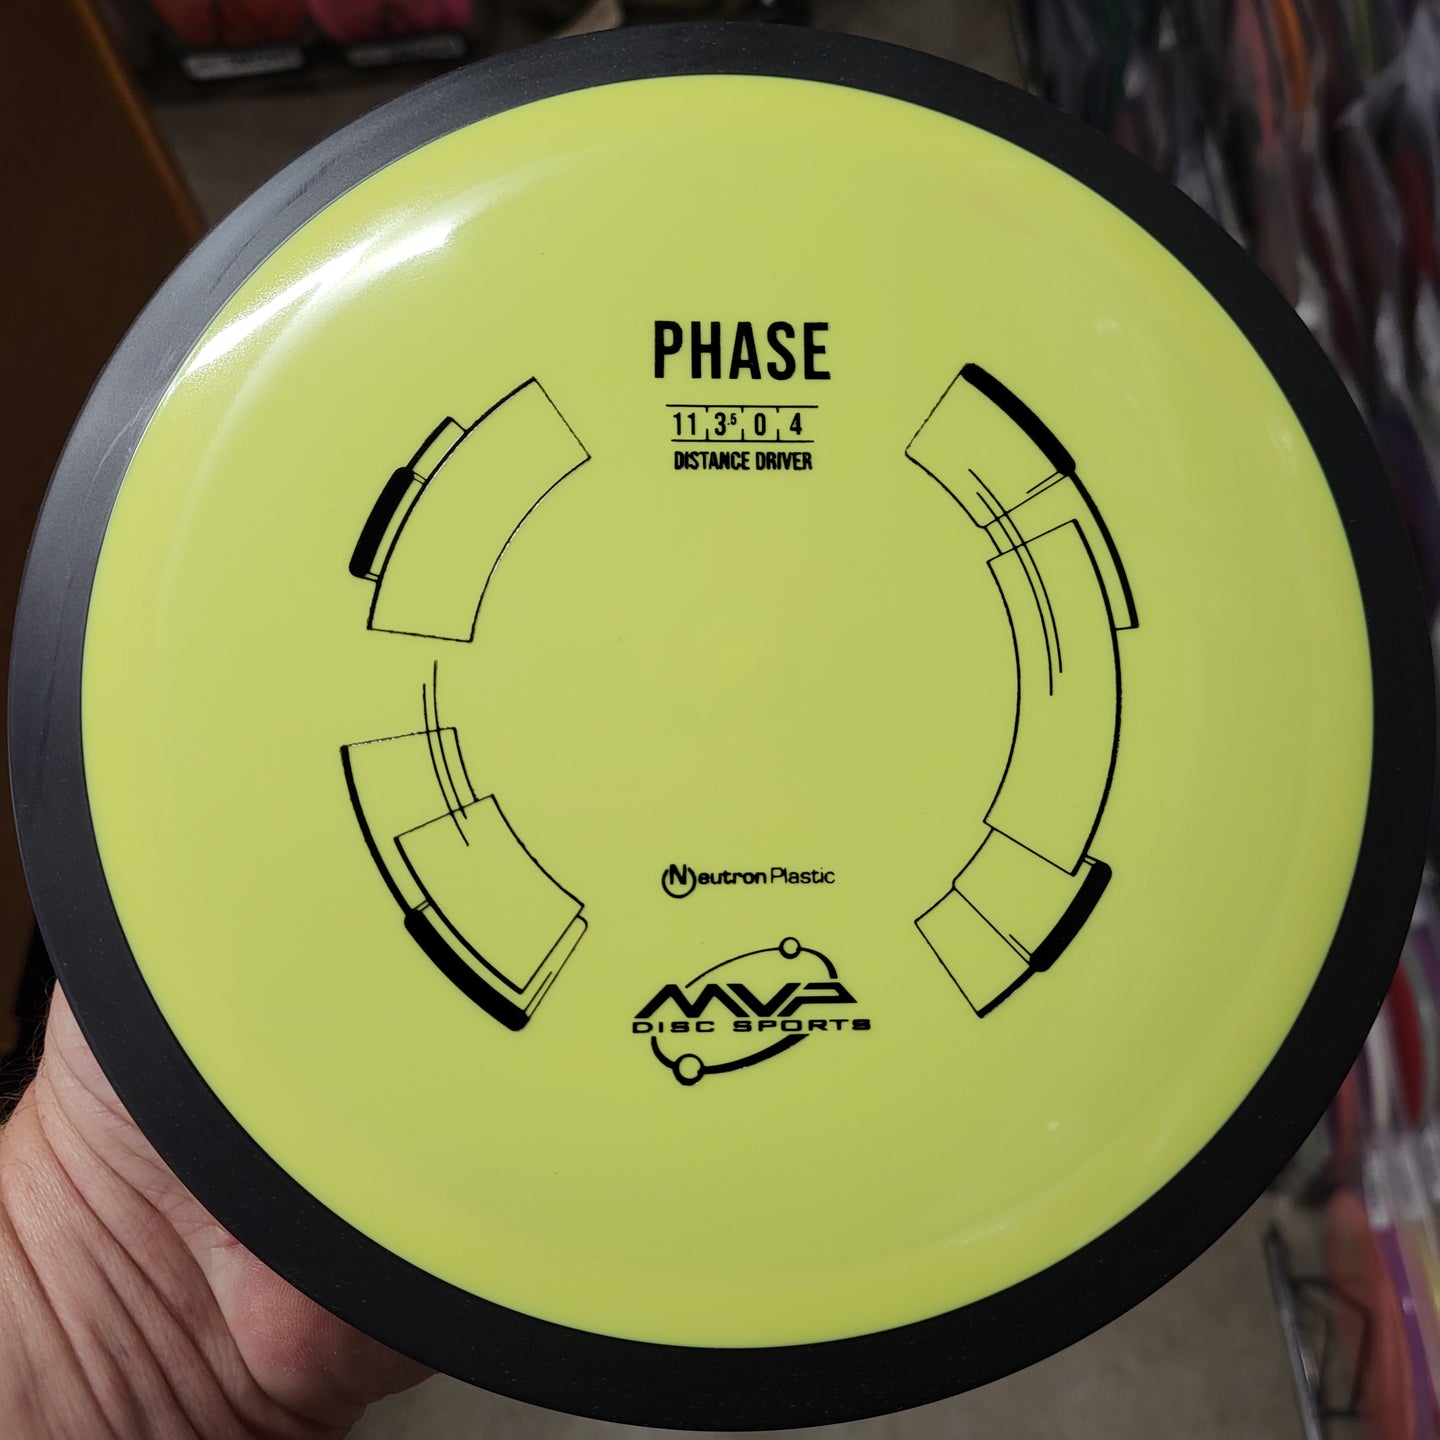 PHASE
11 3.5 0 4
DISTANCE DRIVER
Neutron Plastic
MVP
DISC SPORTS